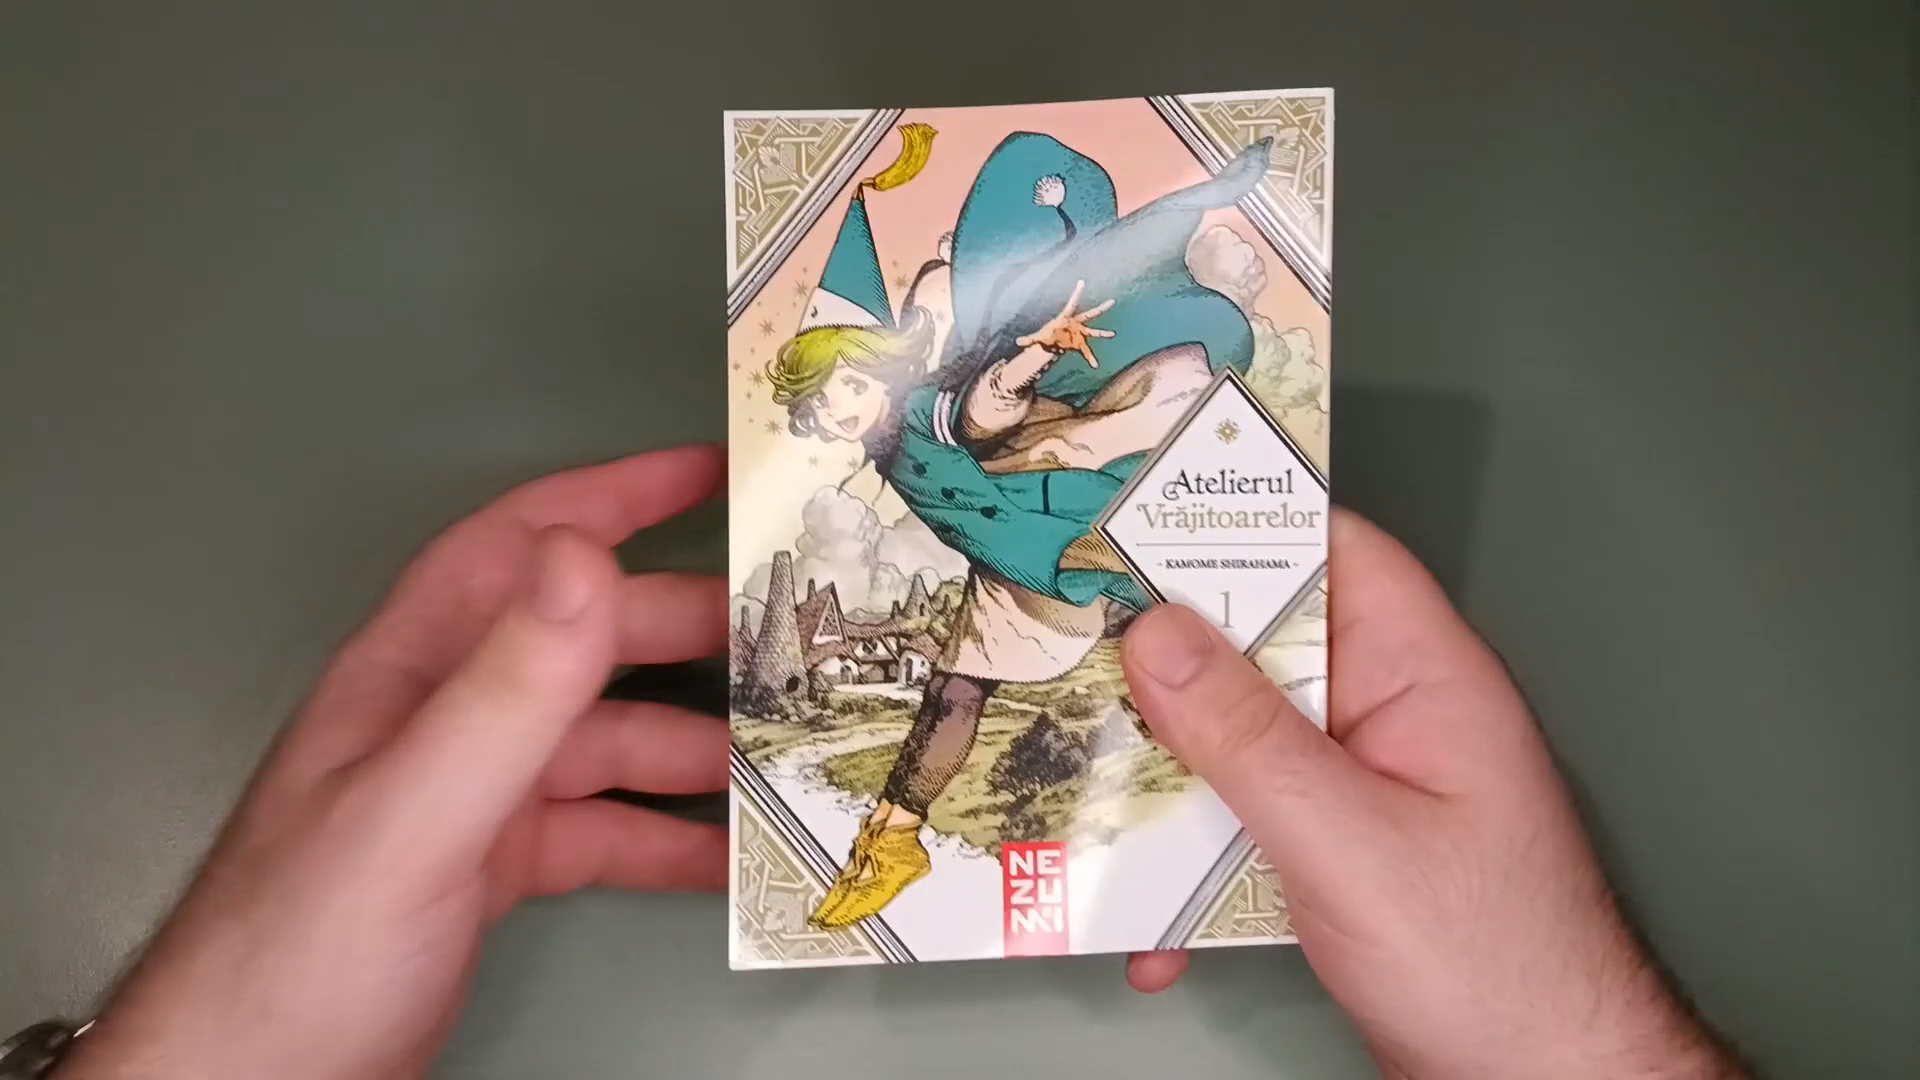 Atelierul
Vrăjitoarelor
- KAMOME SHIRAHAMA -
1
NE
ZU
MI